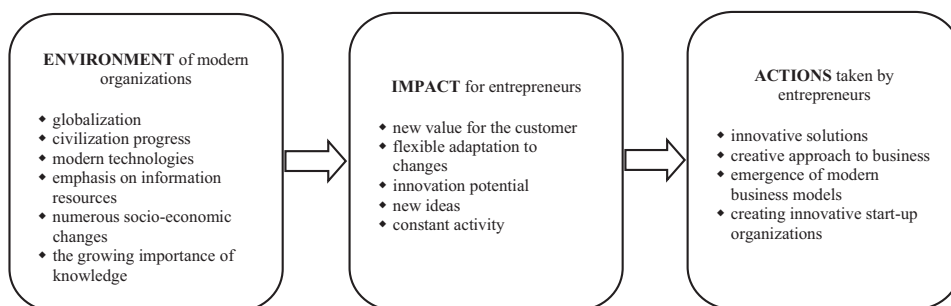 ENVIRONMENT of modern
organizations
◆ globalization
◆ civilization progress
◆ modern technologies
◆ emphasis on information
resources
◆ numerous socio-economic
changes
◆ the growing importance of
knowledge
IMPACT for entrepreneurs
◆ new value for the customer
◆ flexible adaptation to
changes
◆ innovation potential
◆ new ideas
◆ constant activity
ACTIONS taken by
entrepreneurs
◆ innovative solutions
◆ creative approach to business
◆ emergence of modern
business models
◆ creating innovative start-up
organizations